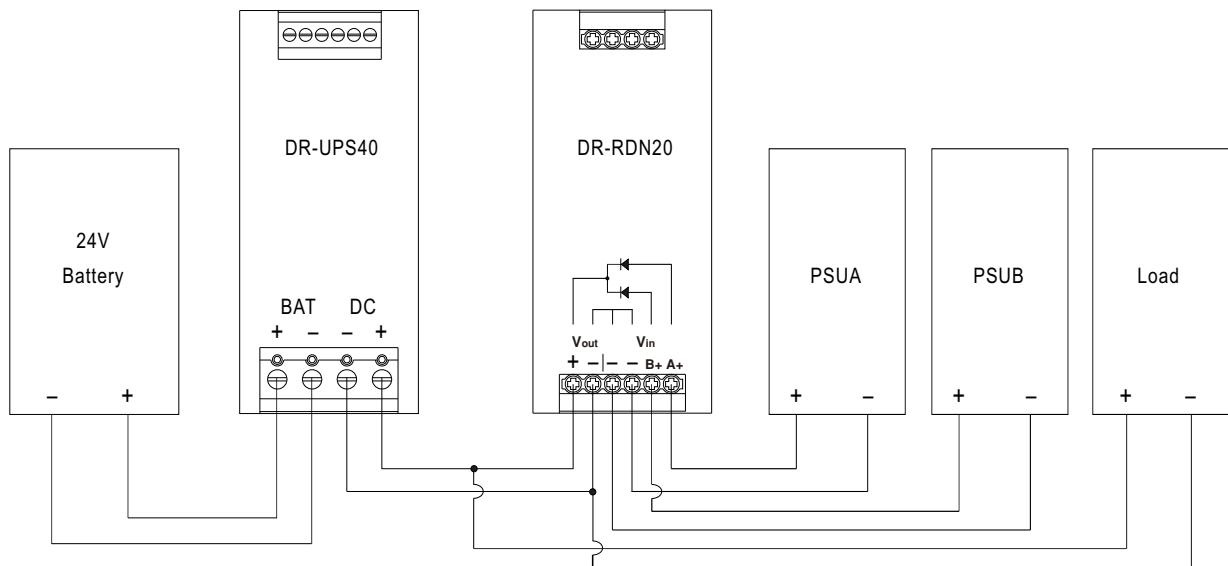 DR-UPS40
DR-RDN20
24V
Battery
PSUA
PSUB
Load
BAT DC
+ − − +
Vout Vin
+ −|− − B+ A+
− +
+ −
+ −
+ −